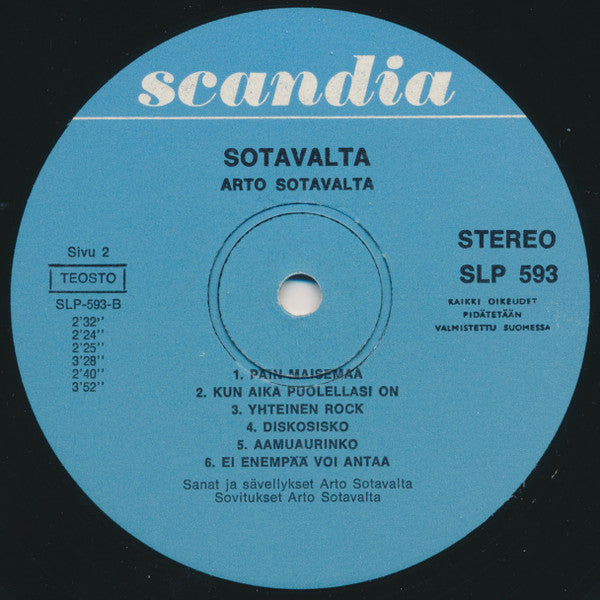 scandia
SOTAVALTA
ARTO SOTAVALTA
Sivu 2
TEOSTO
SLP-593-B
2'32''
2'24''
2'25''
3'28''
2'40''
3'52''
STEREO
SLP 593
KAIKKI OIKEUDET
PIDÄTETÄÄN
VALMISTETTU SUOMESSA
1. PÄIN MAISEMAA
2. KUN AIKA PUOLELLASI ON
3. YHTEINEN ROCK
4. DISKOSISKO
5. AAMUAURINKO
6. EI ENEMPÄÄ VOI ANTAA
Sanat ja sävellykset Arto Sotavalta
Sovitukset Arto Sotavalta